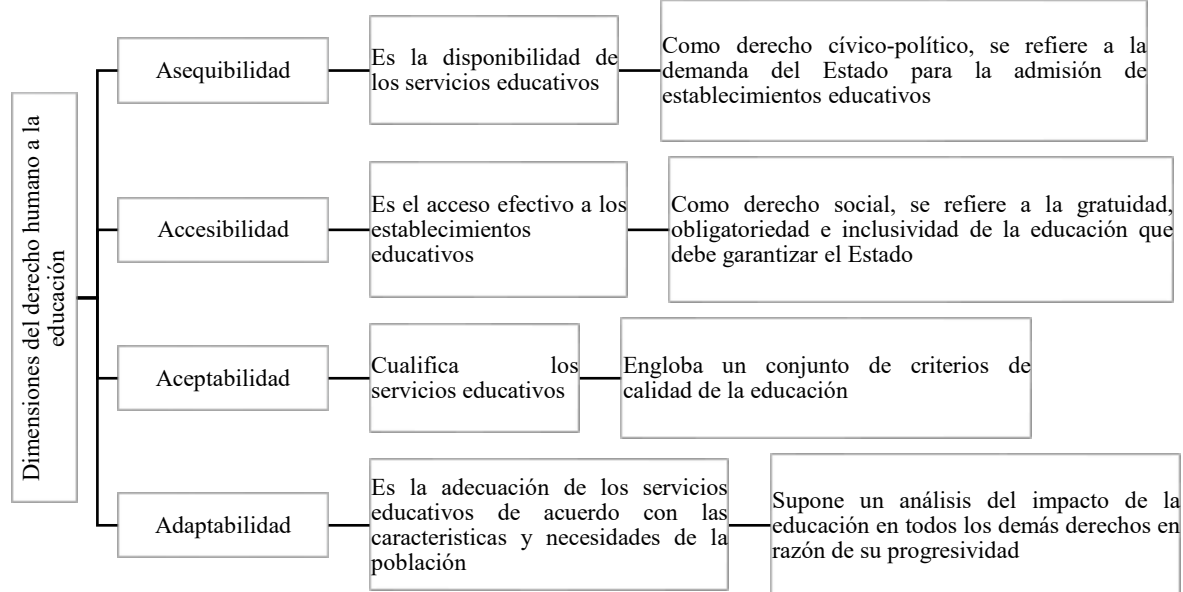 Dimensiones del derecho humano a la
educación
Asequibilidad
Es la disponibilidad de
los servicios educativos
Como derecho cívico-político, se refiere a la
demanda del Estado para la admisión de
establecimientos educativos
Accesibilidad
Es el acceso efectivo a los
establecimientos
educativos
Como derecho social, se refiere a la gratuidad,
obligatoriedad e inclusividad de la educación que
debe garantizar el Estado
Aceptabilidad
Cualifica los
servicios educativos
Engloba un conjunto de criterios de
calidad de la educación
Adaptabilidad
Es la adecuación de los servicios
educativos de acuerdo con las
caracteristicas y necesidades de la
población
Supone un análisis del impacto de la
educación en todos los demás derechos en
razón de su progresividad